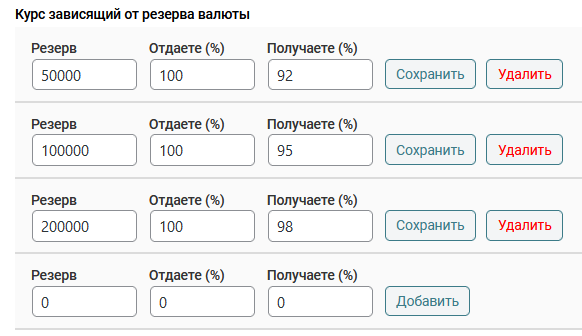 Курс зависящий от резерва валюты
Резерв Отдаете (%) Получаете (%)
50000 100 92 Сохранить Удалить
Резерв Отдаете (%) Получаете (%)
100000 100 95 Сохранить Удалить
Резерв Отдаете (%) Получаете (%)
200000 100 98 Сохранить Удалить
Резерв Отдаете (%) Получаете (%)
0 0 0 Добавить